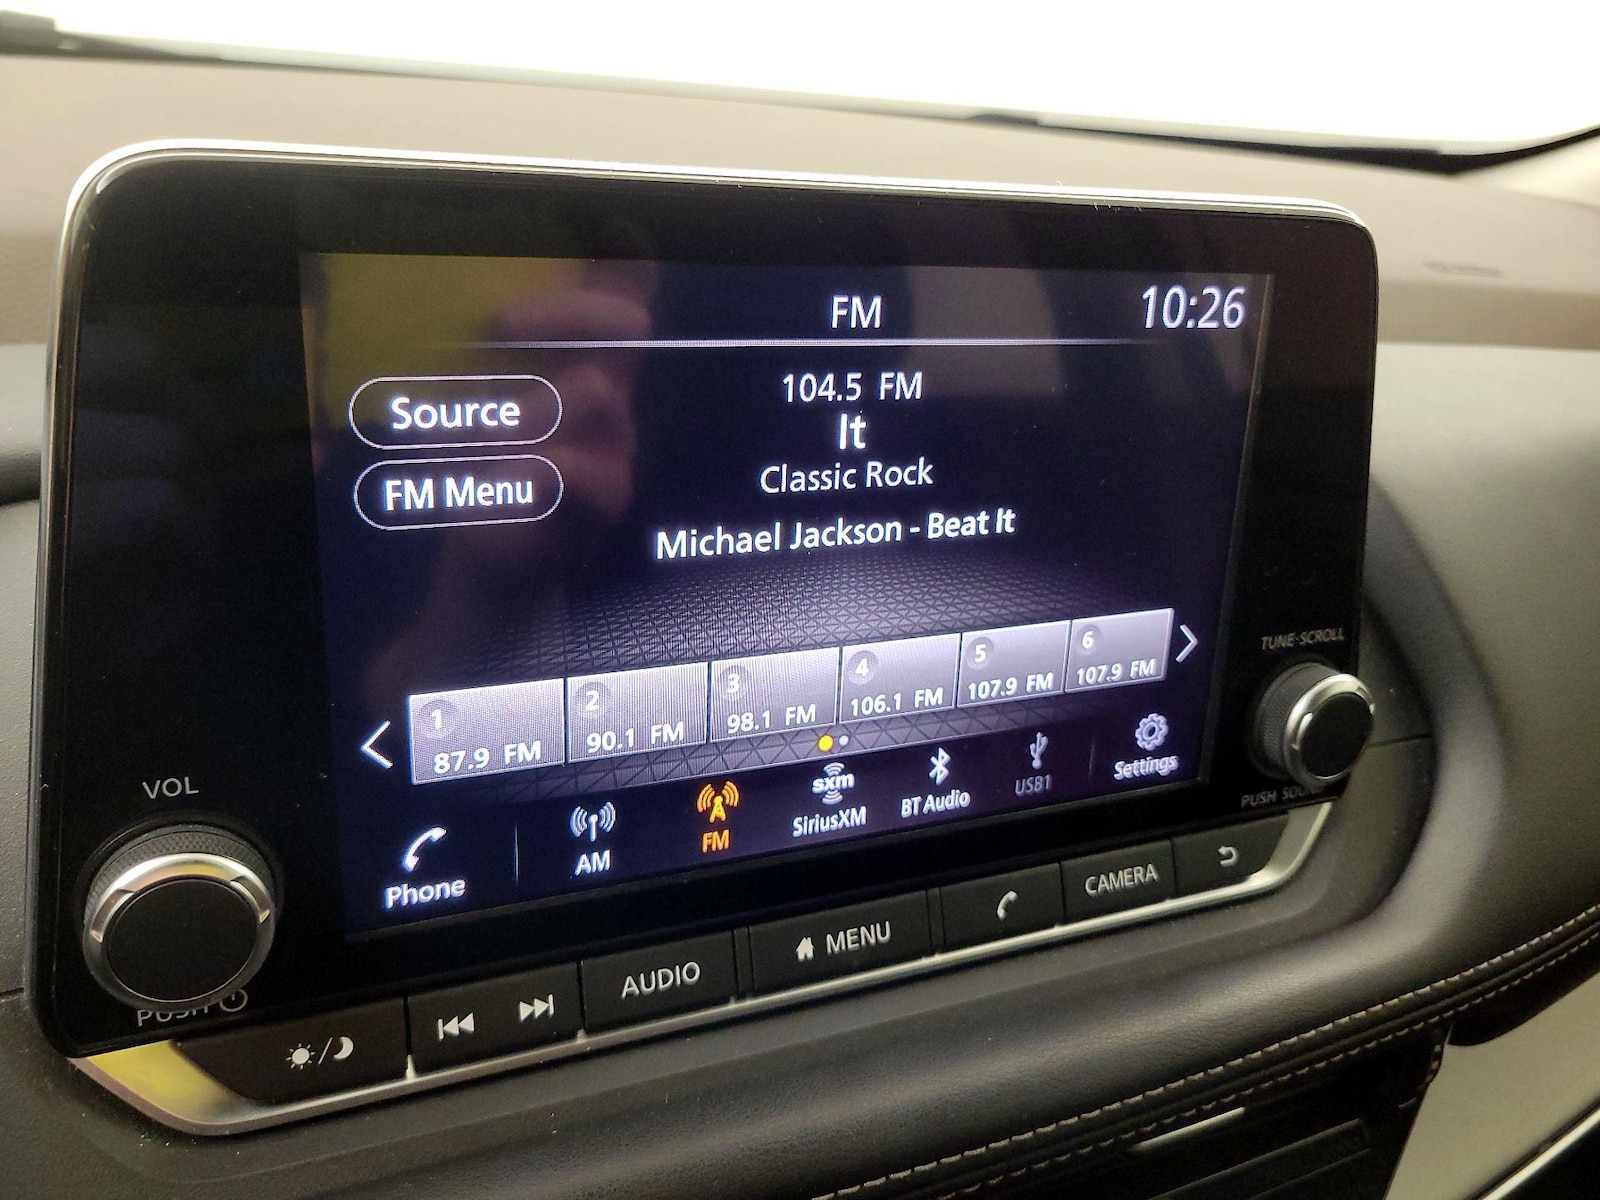 FM
10:26
Source
104.5 FM
It
Classic Rock
FM Menu
Michael Jackson - Beat It
TUNE·SCROLL
1
87.9 FM
2
90.1 FM
3
98.1 FM
4
106.1 FM
5
107.9 FM
6
107.9 FM
Phone
AM
FM
sxm
SiriusXM
BT Audio
USB1
Settings
VOL
PUSH
PUSH SOUND
AUDIO
MENU
CAMERA